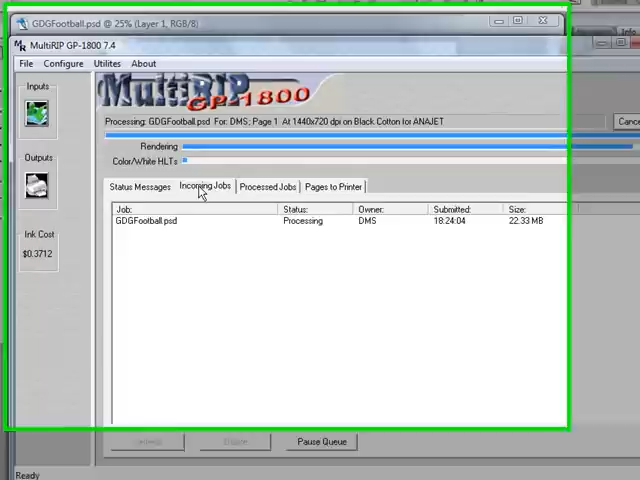 GDGFootball.psd @ 25% (Layer 1, RGB/8)
Info
MultiRIP GP-1800 7.4
File Configure Utilites About
Inputs
MultiRIP
GP-1800
Processing: GDGFootball.psd For: DMS; Page 1 At 1440x720 dpi on Black Cotton for ANAJET
Cance
Rendering
Outputs
Color/White HLTs
Status Messages Incoming Jobs Processed Jobs Pages to Printer
Job: Status: Owner: Submitted: Size:
GDGFootball.psd Processing DMS 18:24:04 22.33 MB
Ink Cost
$0.3712
Pause Queue
Ready